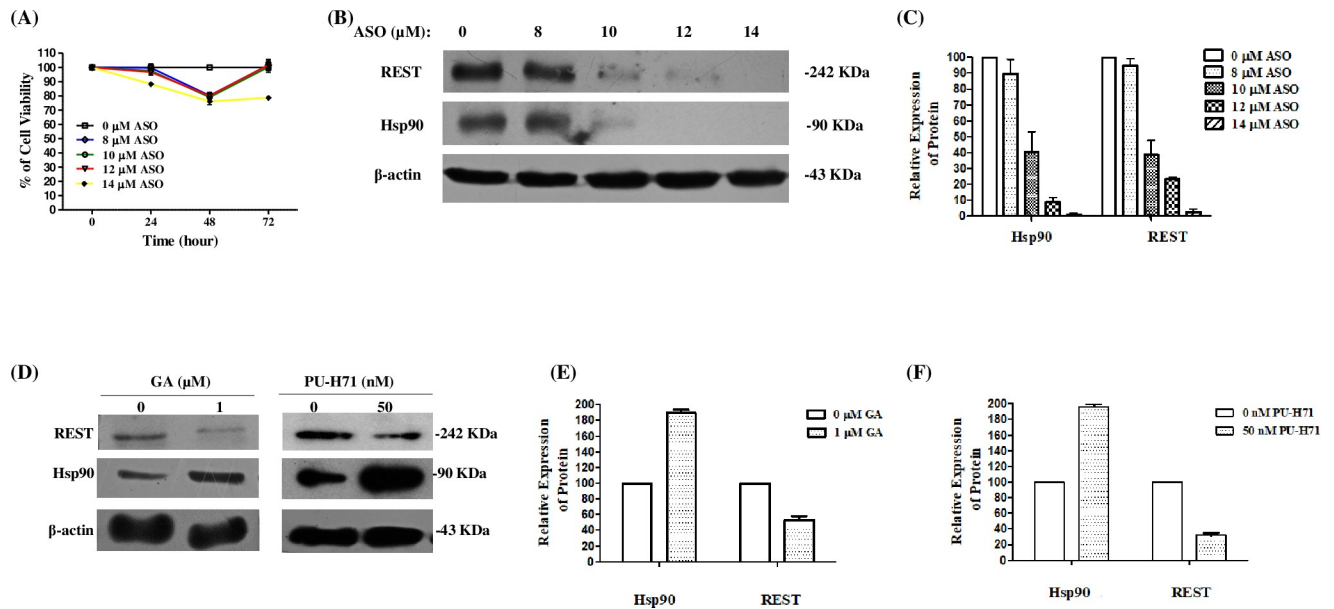 (A)
110
100
90
80
70
60
50
40
30
20
10
0
% of Cell Viability
0 µM ASO
8 µM ASO
10 µM ASO
12 µM ASO
14 µM ASO
0 24 48 72
Time (hour)
(B)
ASO (µM): 0 8 10 12 14
REST -242 KDa
Hsp90 -90 KDa
β-actin -43 KDa
(C)
100
90
80
70
60
50
40
30
20
10
0
Relative Expression
of Protein
Hsp90 REST
0 µM ASO
8 µM ASO
10 µM ASO
12 µM ASO
14 µM ASO
(D)
GA (µM) PU-H71 (nM)
0 1 0 50
REST -242 KDa
Hsp90 -90 KDa
β-actin -43 KDa
(E)
200
180
160
140
120
100
80
60
40
20
0
Relative Expression
of Protein
Hsp90 REST
0 µM GA
1 µM GA
(F)
200
180
160
140
120
100
80
60
40
20
0
Relative Expression
of Protein
Hsp90 REST
0 nM PU-H71
50 nM PU-H71